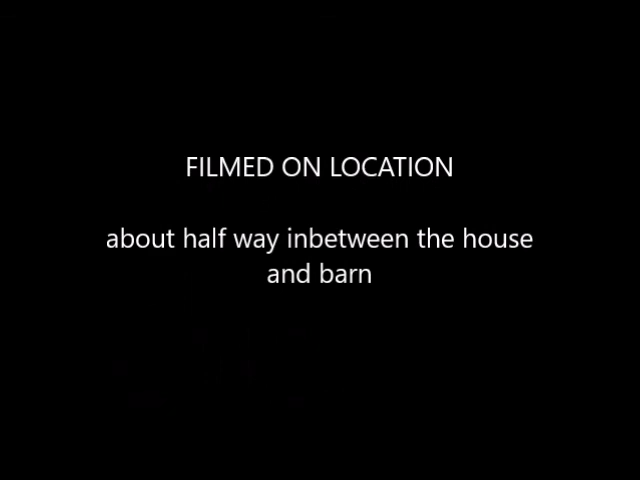 FILMED ON LOCATION
about half way inbetween the house
and barn